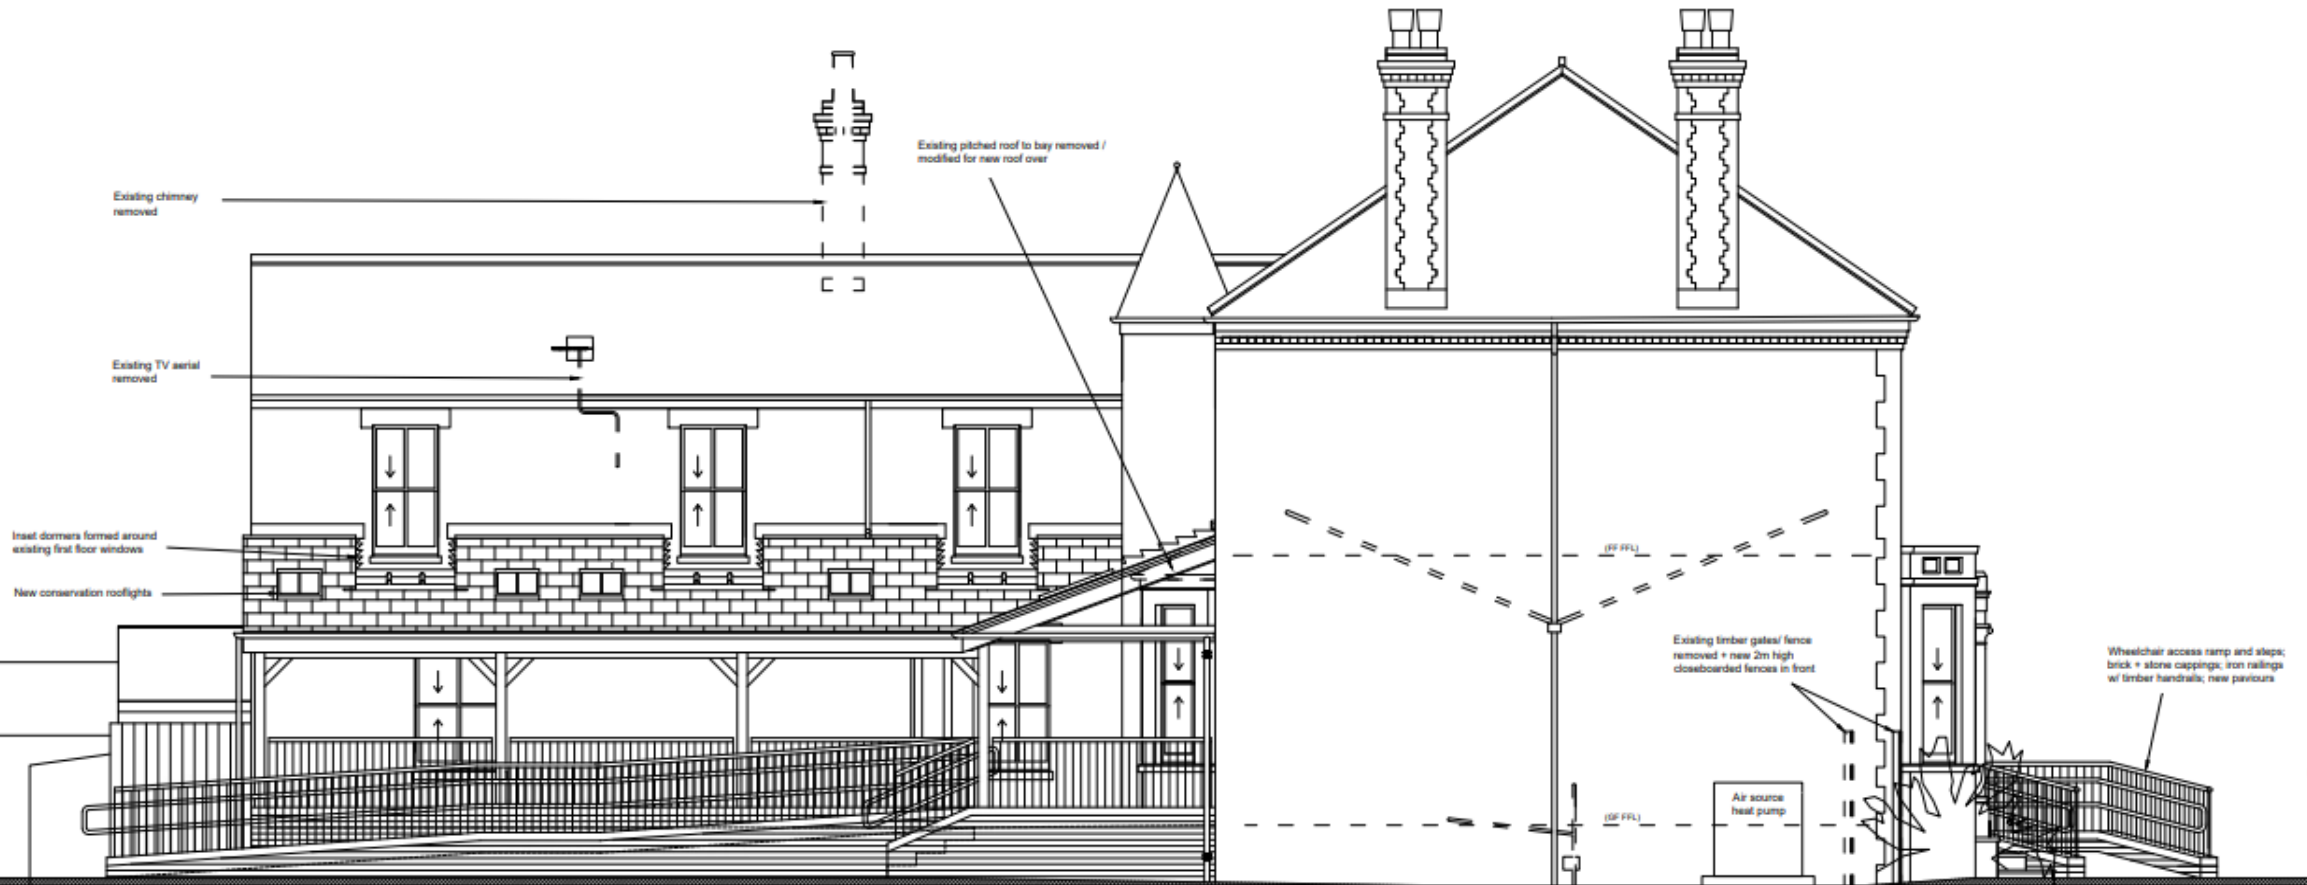 Existing chimney
removed
Existing pitched roof to bay removed /
modified for new roof over
Existing TV aerial
removed
Inset dormers formed around
existing first floor windows
New conservation rooflights
(FF FFL)
Existing timber gates/ fence
removed + new 2m high
closeboarded fences in front
Wheelchair access ramp and steps;
brick + stone cappings; iron railings
w/ timber handrails; new paviours
Air source
heat pump
(GF FFL)